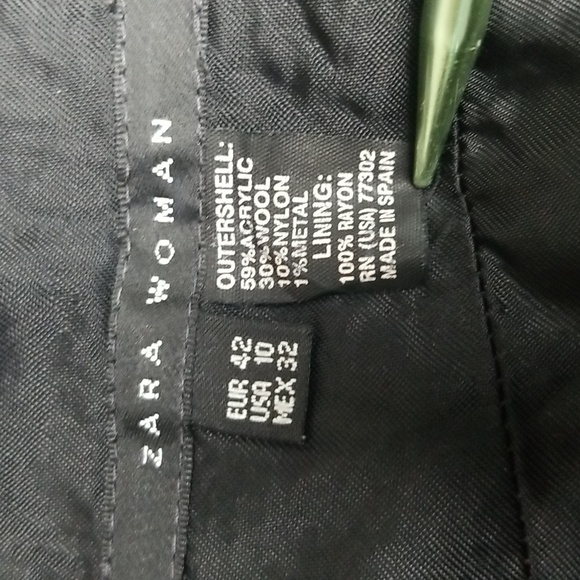 ZARA WOMAN
OUTERSHELL:
59%ACRYLIC
30%WOOL
10%NYLON
1%METAL
LINING:
100% RAYON
RN (USA) 77302
MADE IN SPAIN
EUR 42
USA 10
MEX 32